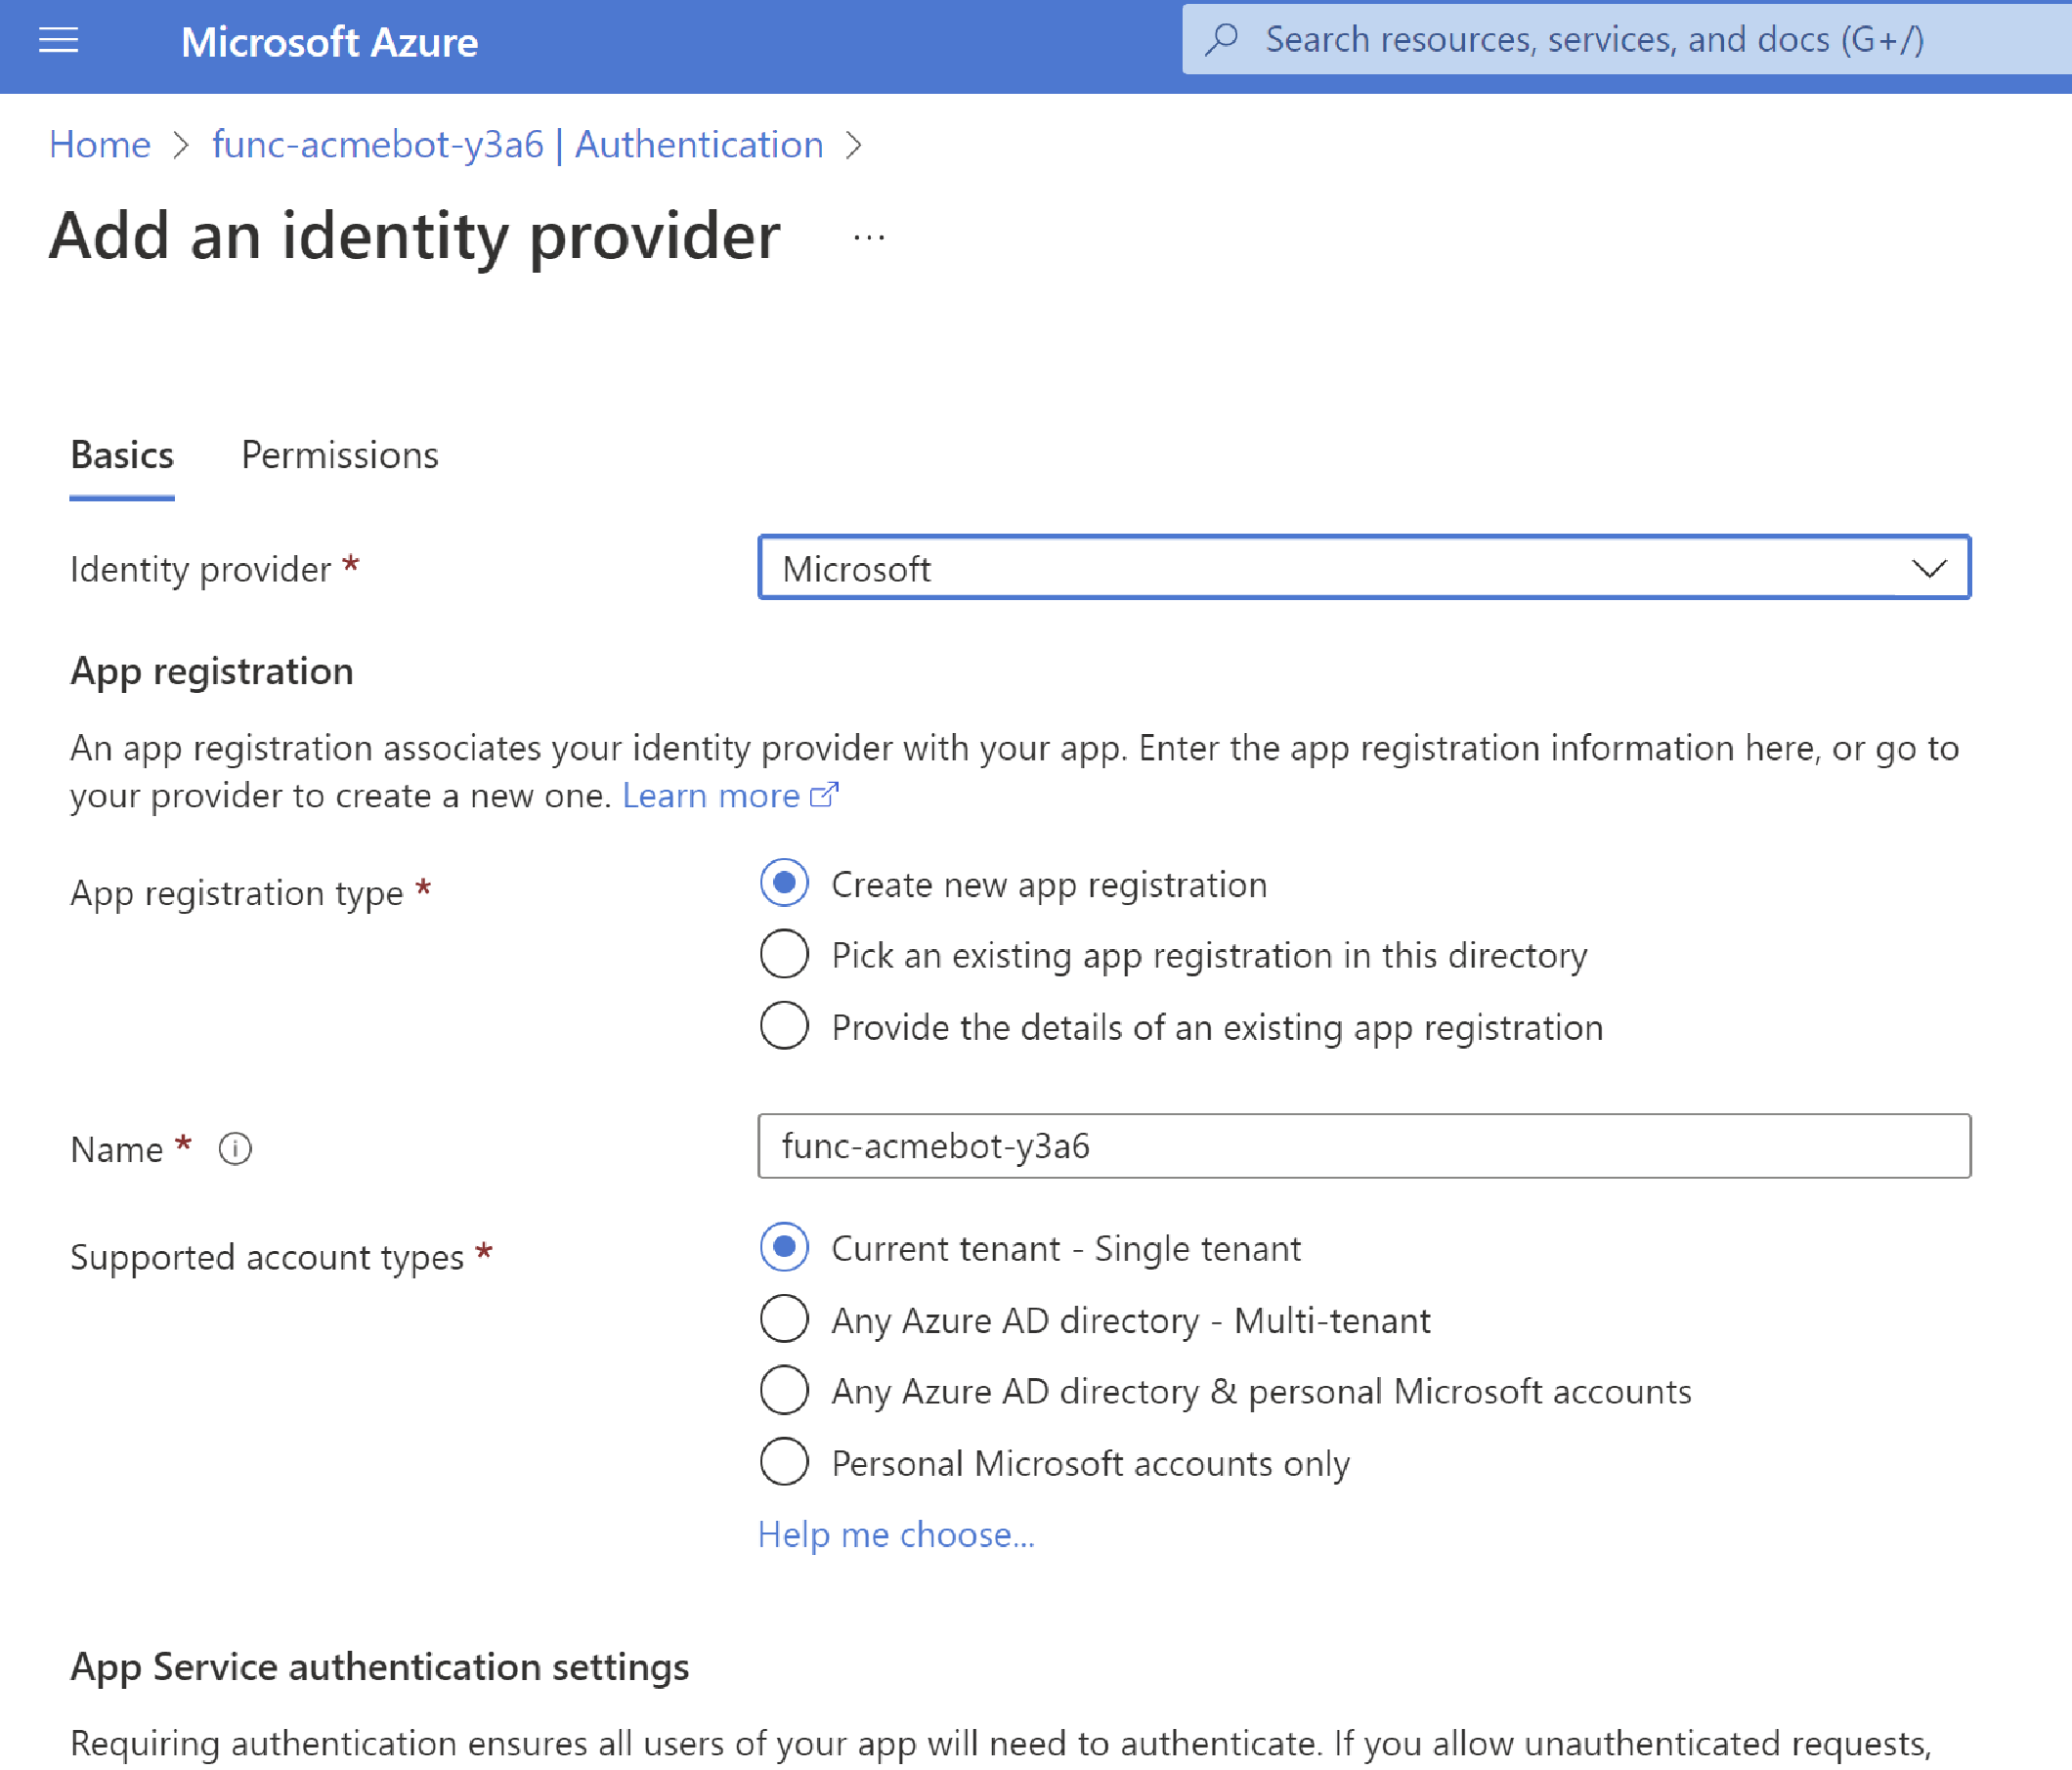 Microsoft Azure
Search resources, services, and docs (G+/)
Home > func-acmebot-y3a6 | Authentication >
Add an identity provider ...
Basics Permissions
Identity provider * Microsoft
App registration
An app registration associates your identity provider with your app. Enter the app registration information here, or go to
your provider to create a new one. Learn more
App registration type * Create new app registration
Pick an existing app registration in this directory
Provide the details of an existing app registration
Name * func-acmebot-y3a6
Supported account types * Current tenant - Single tenant
Any Azure AD directory - Multi-tenant
Any Azure AD directory & personal Microsoft accounts
Personal Microsoft accounts only
Help me choose...
App Service authentication settings
Requiring authentication ensures all users of your app will need to authenticate. If you allow unauthenticated requests,